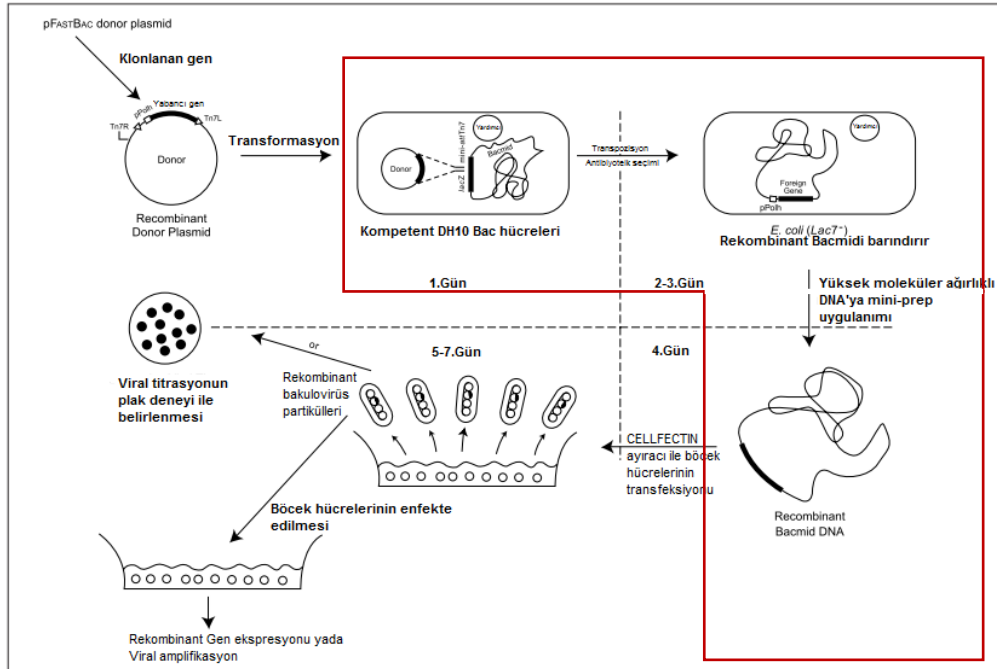 pFASTBAC donor plasmid
Klonlanan gen
Yabancı gen
pPolh
Tn7R
Tn7L
Donor
Recombinant
Donor Plasmid
Transformasyon
Yardımcı
Donor
lacZ
mini-attTn7
Bacmid
Kompetent DH10 Bac hücreleri
Transpozisyon
Antibiyoteik seçimi
Yardımcı
Foreign
Gene
pPolh
E. coli (Lac7⁻)
Rekombinant Bacmidi barındırır
1.Gün
2-3.Gün
Yüksek moleküler ağırlıklı
DNA'ya mini-prep
uygulanımı
Viral titrasyonun
plak deneyi ile
belirlenmesi
or
5-7.Gün
4.Gün
Rekombinant
bakulovirüs
partikülleri
CELLFECTIN
ayıracı ile böcek
hücrelerinin
transfeksiyonu
Recombinant
Bacmid DNA
Böcek hücrelerinin enfekte
edilmesi
Rekombinant Gen ekspresyonu yada
Viral amplifikasyon